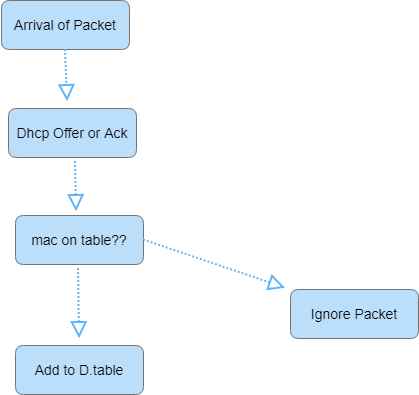 Arrival of Packet
Dhcp Offer or Ack
mac on table??
Ignore Packet
Add to D.table